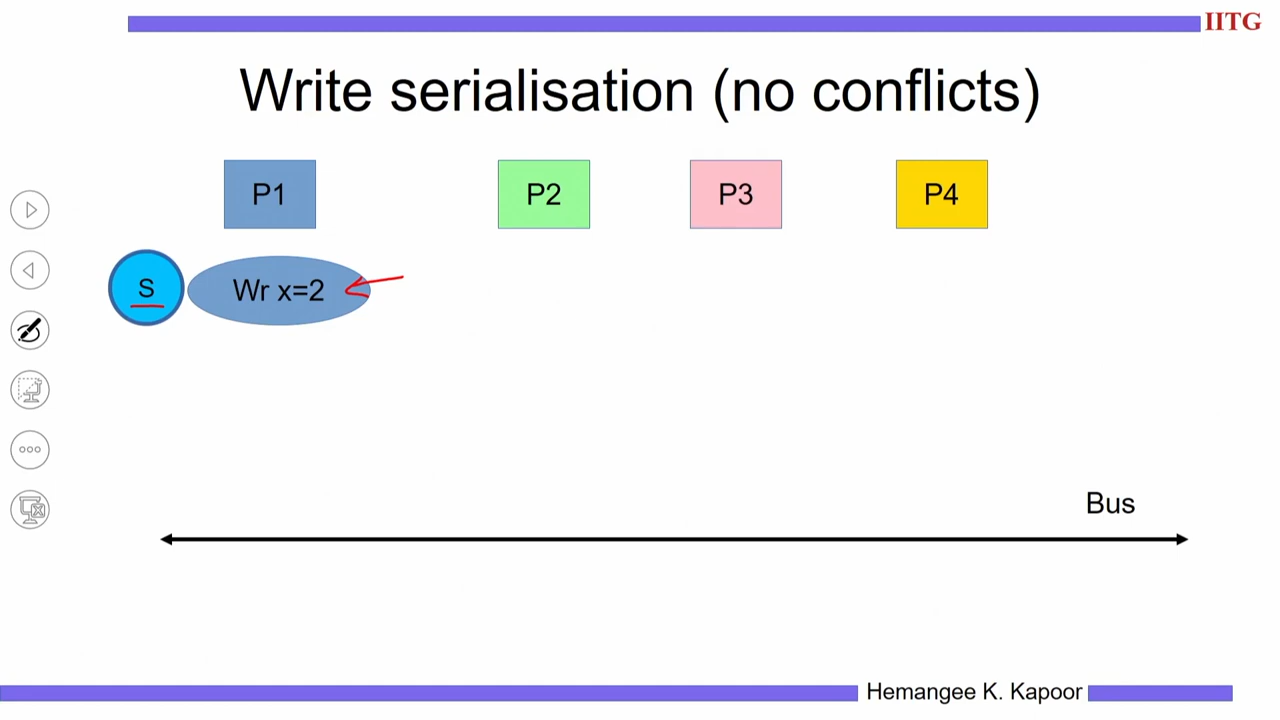 IITG
Write serialisation (no conflicts)
P1 P2 P3 P4
S Wr x=2
Bus
Hemangee K. Kapoor